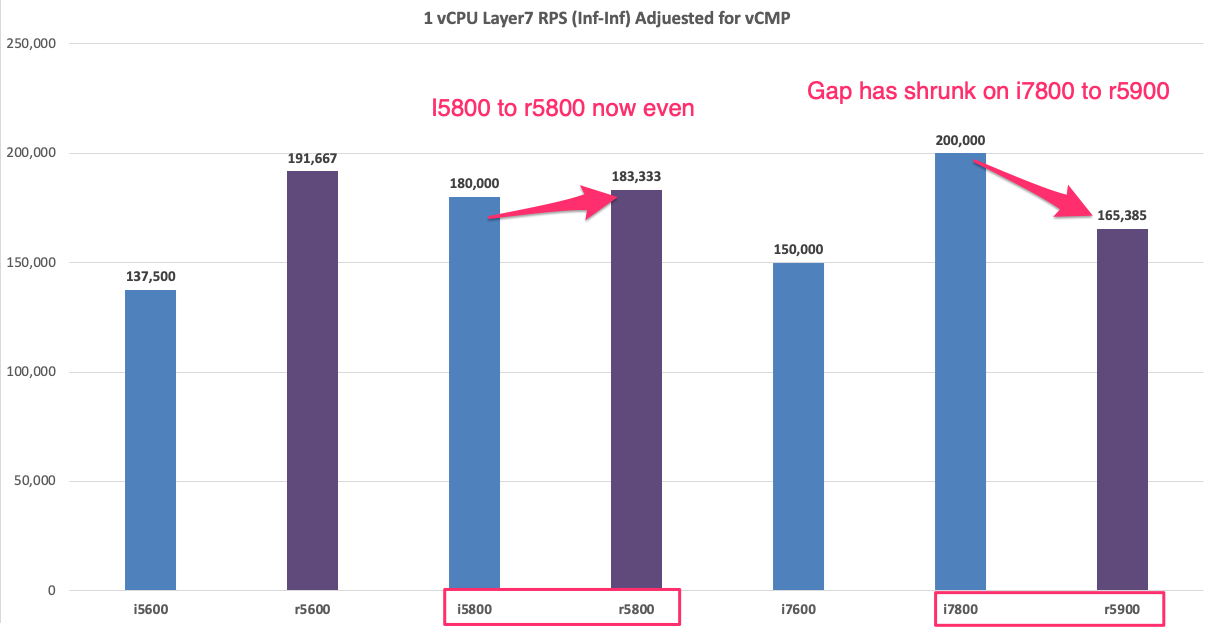 1 vCPU Layer7 RPS (Inf-Inf) Adjuested for vCMP
250,000
Gap has shrunk on i7800 to r5900
I5800 to r5800 now even
200,000
200,000
191,667
180,000
183,333
165,385
150,000
150,000
137,500
100,000
50,000
0
i5600
r5600
i5800
r5800
i7600
i7800
r5900